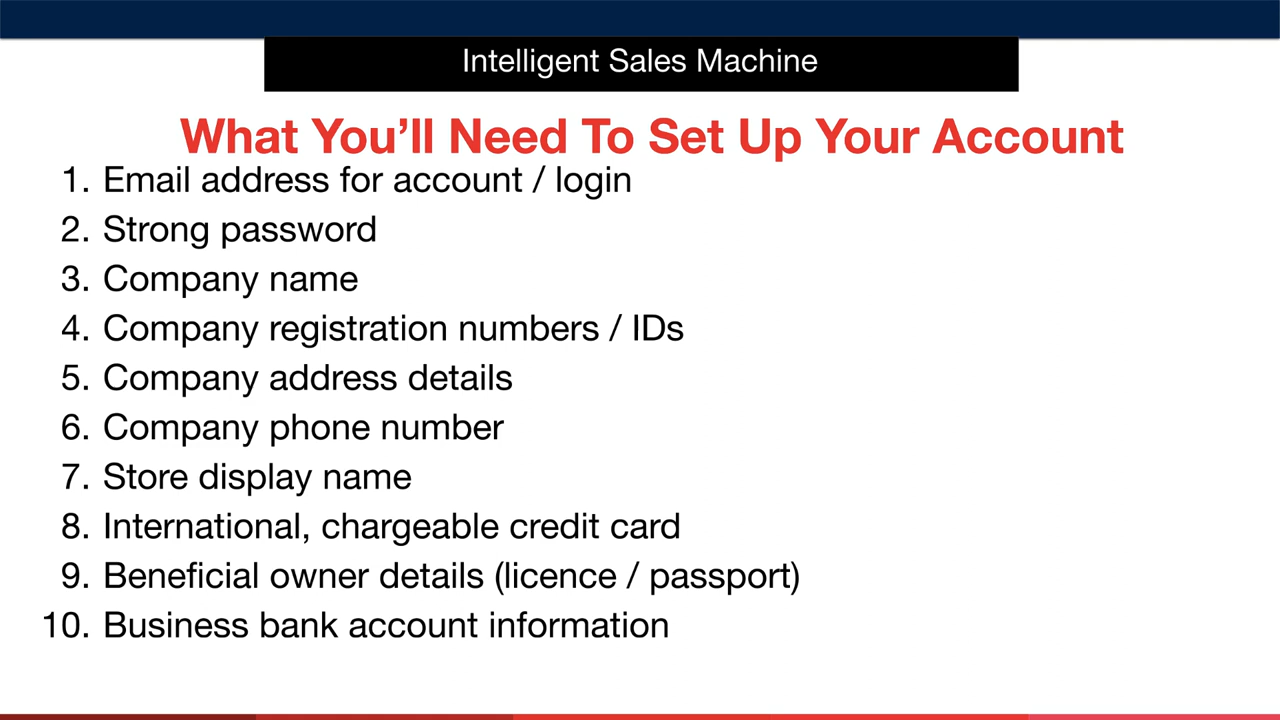 Intelligent Sales Machine
What You’ll Need To Set Up Your Account
1. Email address for account / login
2. Strong password
3. Company name
4. Company registration numbers / IDs
5. Company address details
6. Company phone number
7. Store display name
8. International, chargeable credit card
9. Beneficial owner details (licence / passport)
10. Business bank account information